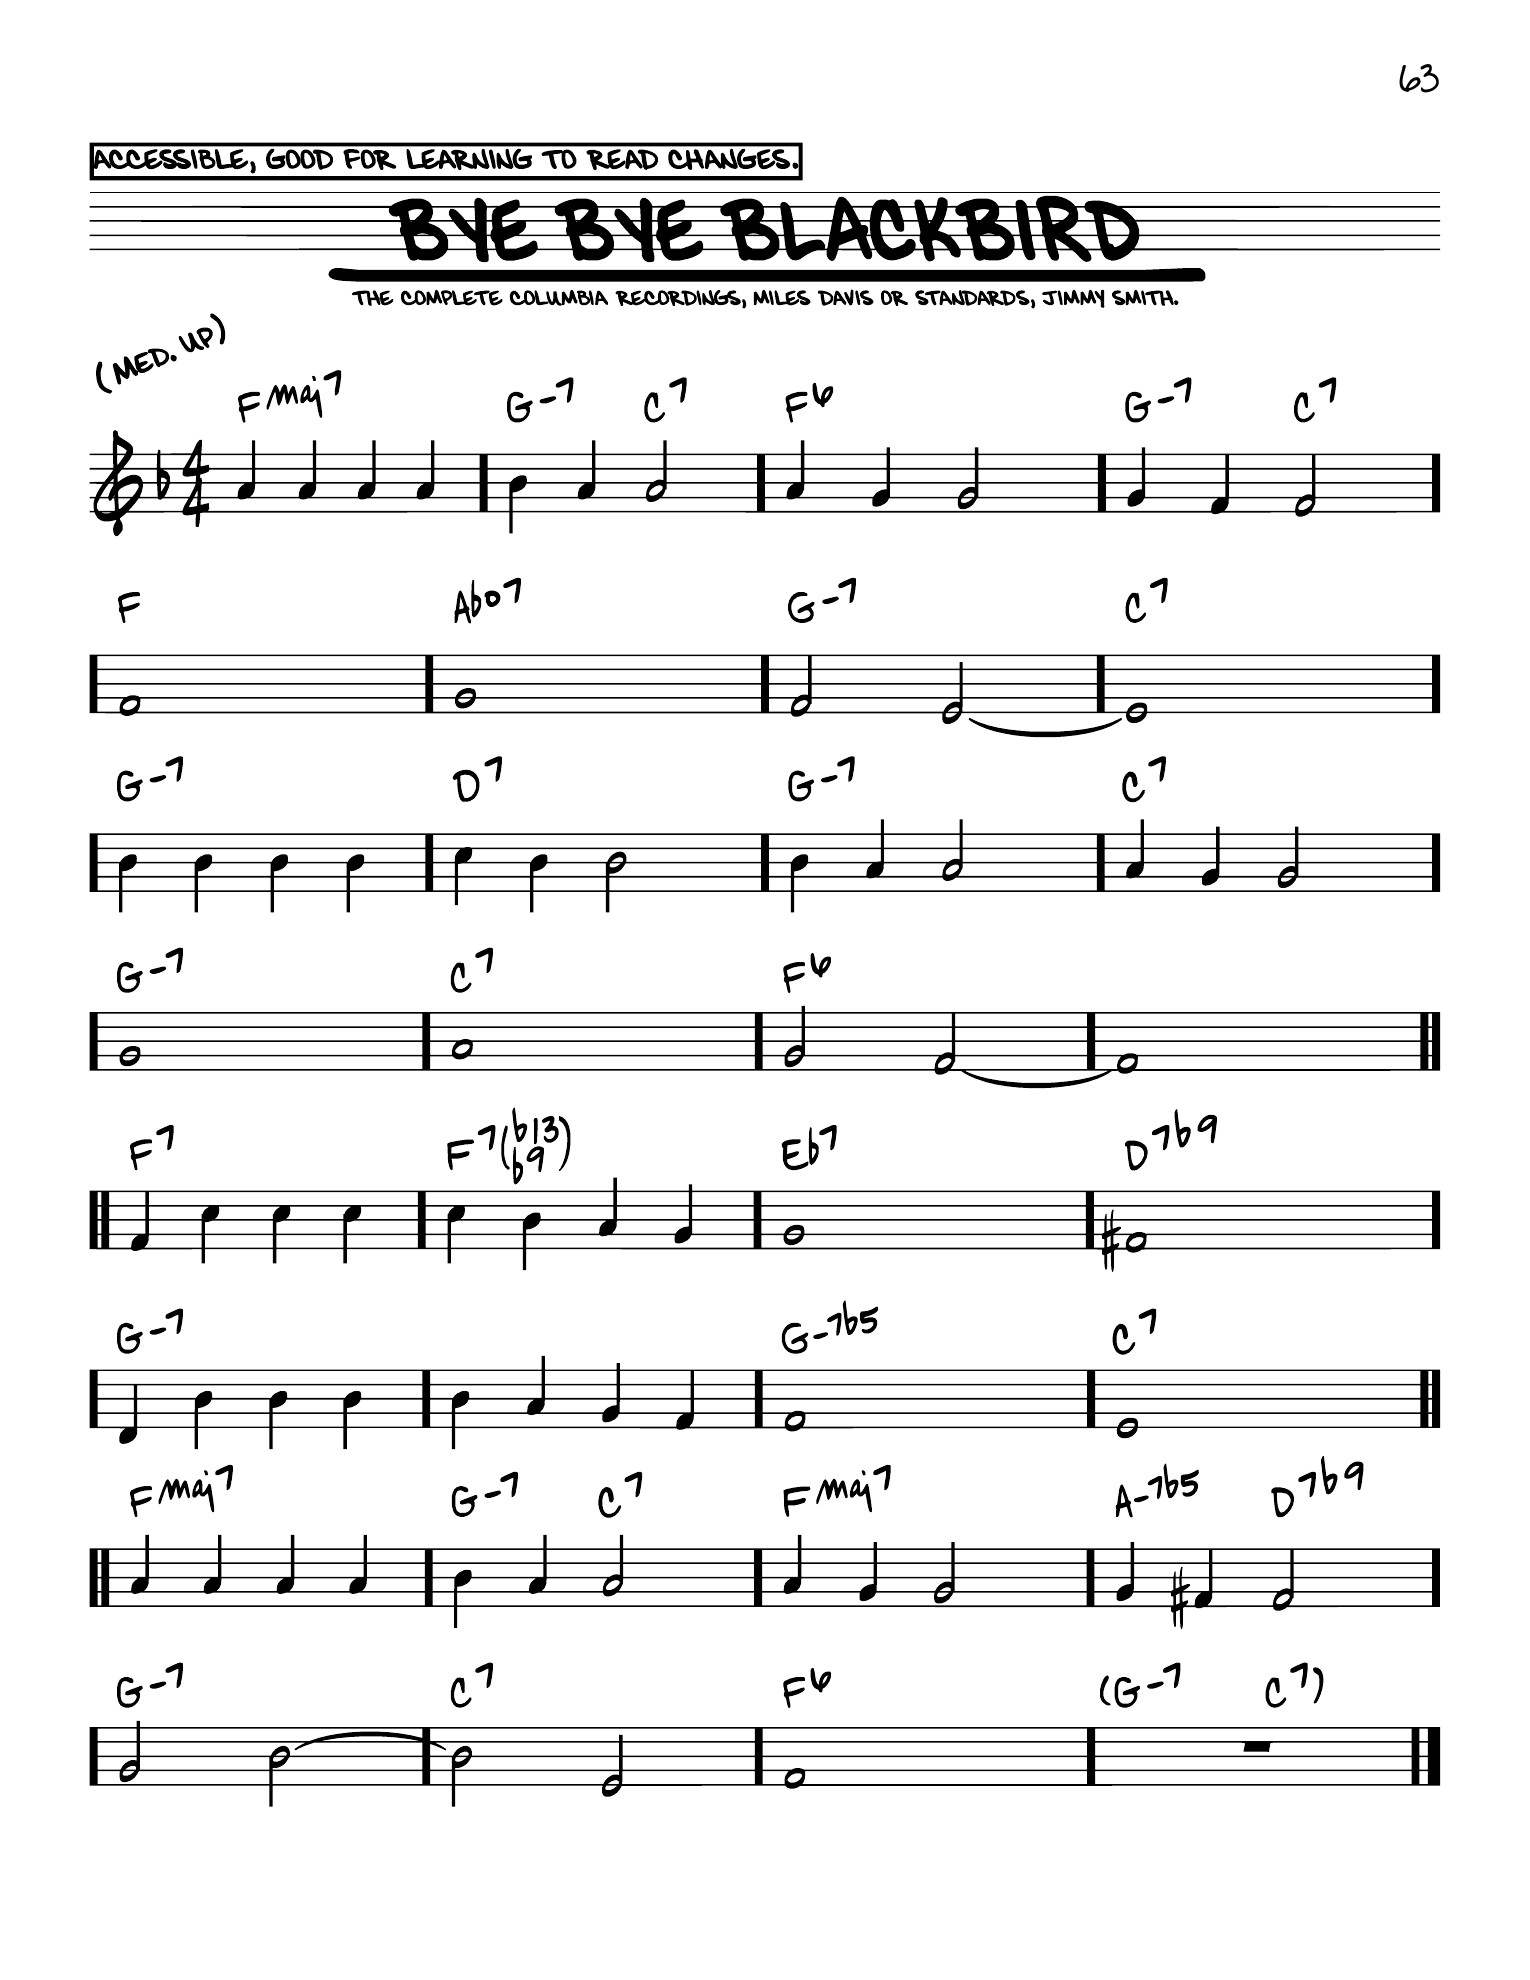 63
ACCESSIBLE, GOOD FOR LEARNING TO READ CHANGES.
BYE BYE BLACKBIRD
THE COMPLETE COLUMBIA RECORDINGS, MILES DAVIS OR STANDARDS, JIMMY SMITH.
(MED. UP)
Fmaj7 G-7 C7 F6 G-7 C7
4/4
F Ab°7 G-7 C7
G-7 D7 G-7 C7
G-7 C7 F6
F7 F7(b13 b9) Eb7 D7b9
G-7 G-7b5 C7
Fmaj7 G-7 C7 Fmaj7 A-7b5 D7b9
G-7 C7 F6 (G-7 C7)